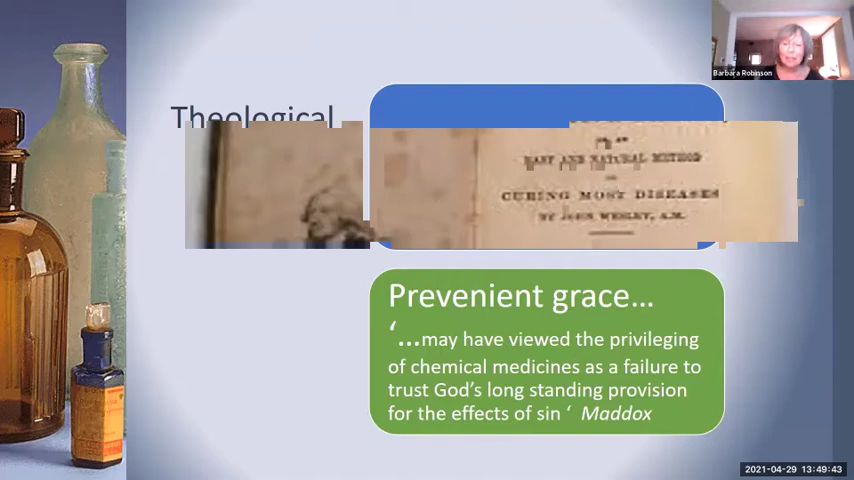 Barbara Robinson
Theological
EASY AND NATURAL METHOD
CURING MOST DISEASES
BY JOHN WESLEY, A.M.
Prevenient grace…
‘…may have viewed the privileging
of chemical medicines as a failure to
trust God’s long standing provision
for the effects of sin ‘ Maddox
2021-04-29 13:49:43